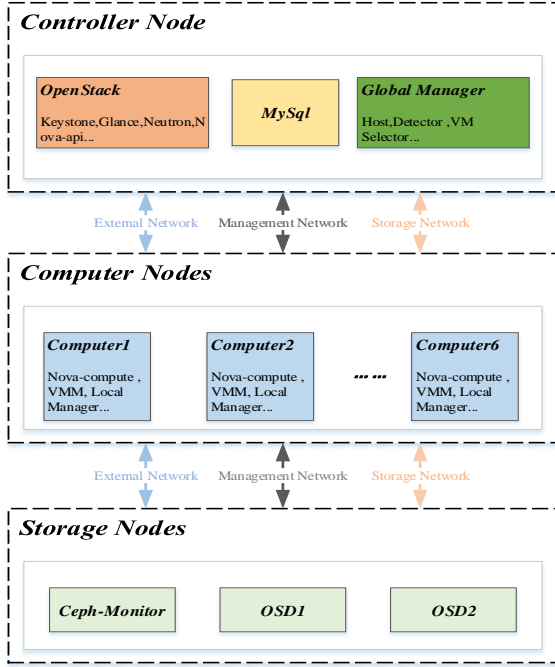 Controller Node
OpenStack
Keystone,Glance,Neutron,N
ova-api...
MySql
Global Manager
Host,Detector ,VM
Selector...
External Network
Management Network
Storage Network
Computer Nodes
Computer1
Nova-compute ,
VMM, Local
Manager...
Computer2
Nova-compute ,
VMM, Local
Manager...
... ...
Computer6
Nova-compute ,
VMM, Local
Manager...
External Network
Management Network
Storage Network
Storage Nodes
Ceph-Monitor
OSD1
OSD2